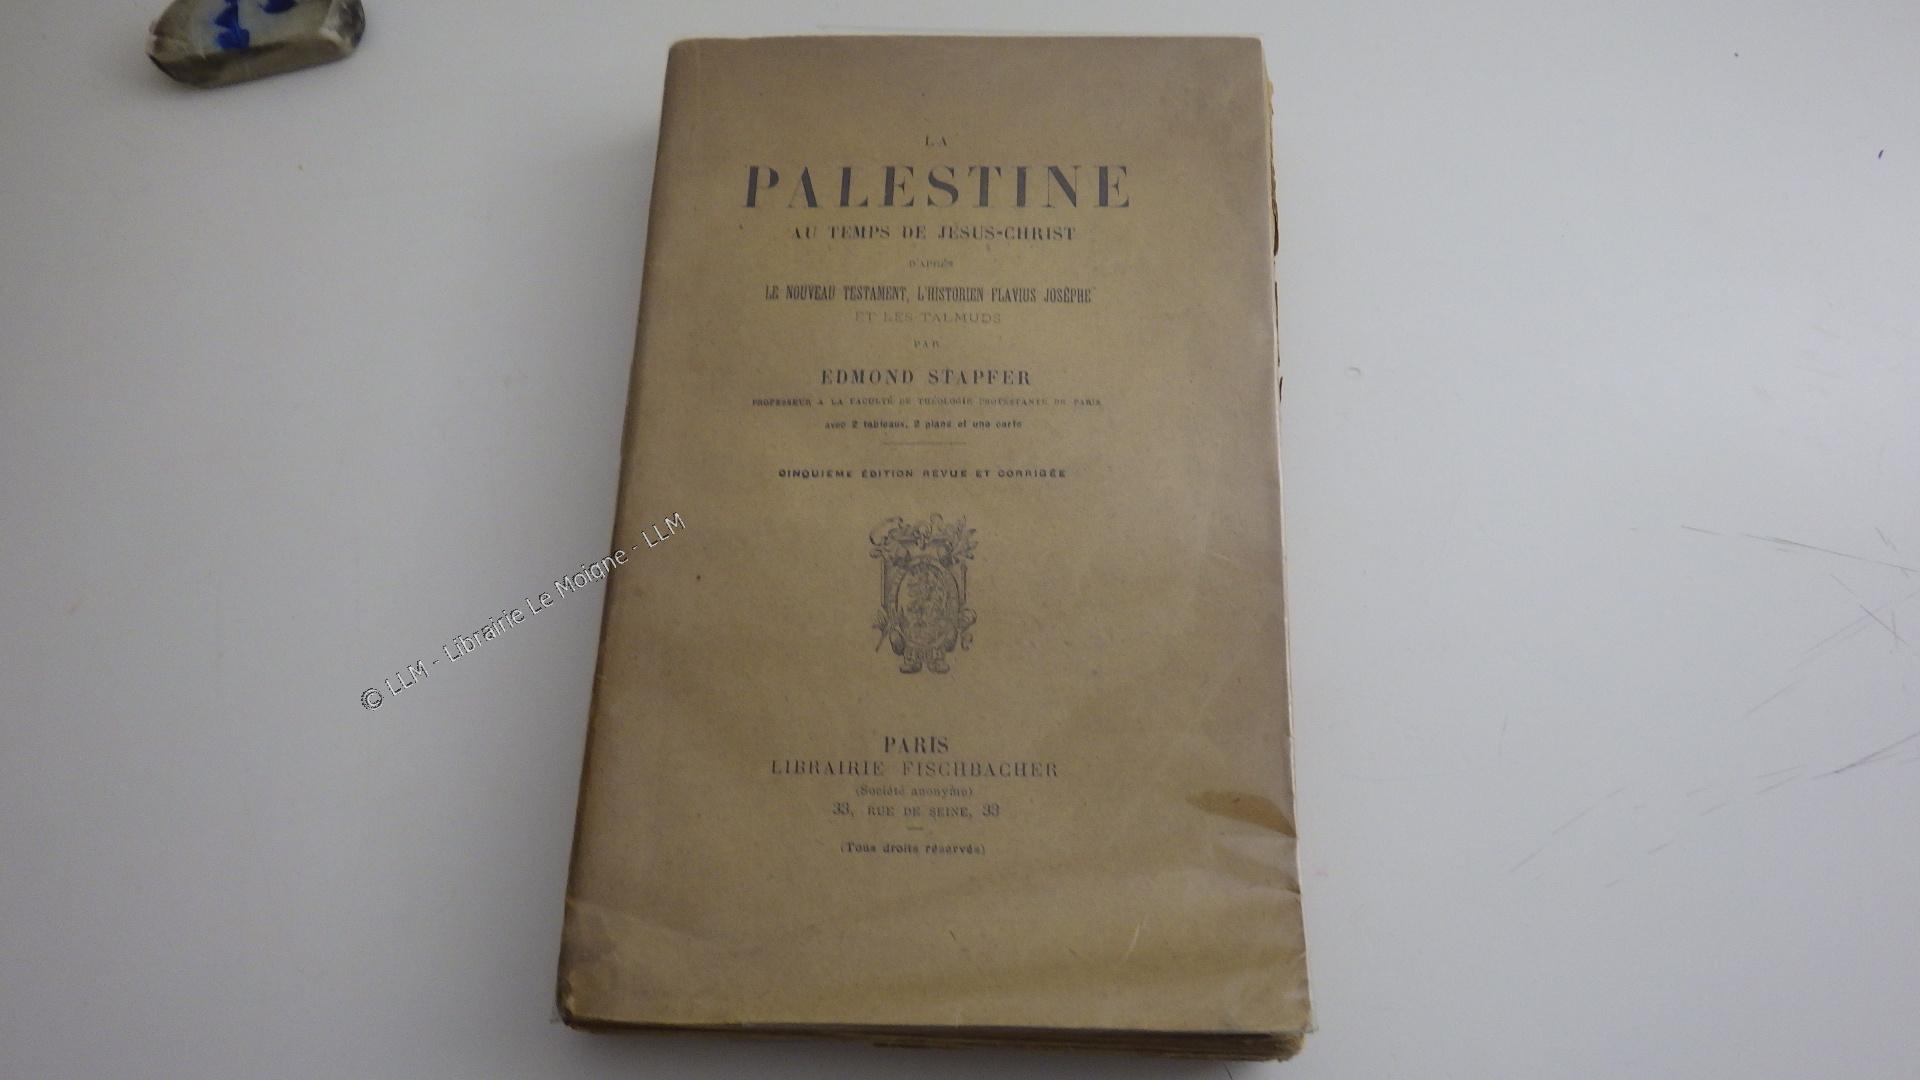 LA
PALESTINE
AU TEMPS DE JÉSUS-CHRIST
D'APRÈS
LE NOUVEAU TESTAMENT, L'HISTORIEN FLAVIUS JOSÈPHE
ET LES TALMUDS
PAR
EDMOND STAPFER
PROFESSEUR A LA FACULTÉ DE THÉOLOGIE PROTESTANTE DE PARIS
avec 2 tableaux, 2 plans et une carte
CINQUIÈME ÉDITION REVUE ET CORRIGÉE
© LLM - Librairie Le Moigne - LLM
PARIS
LIBRAIRIE FISCHBACHER
(Société anonyme)
33, RUE DE SEINE, 33
(Tous droits réservés)